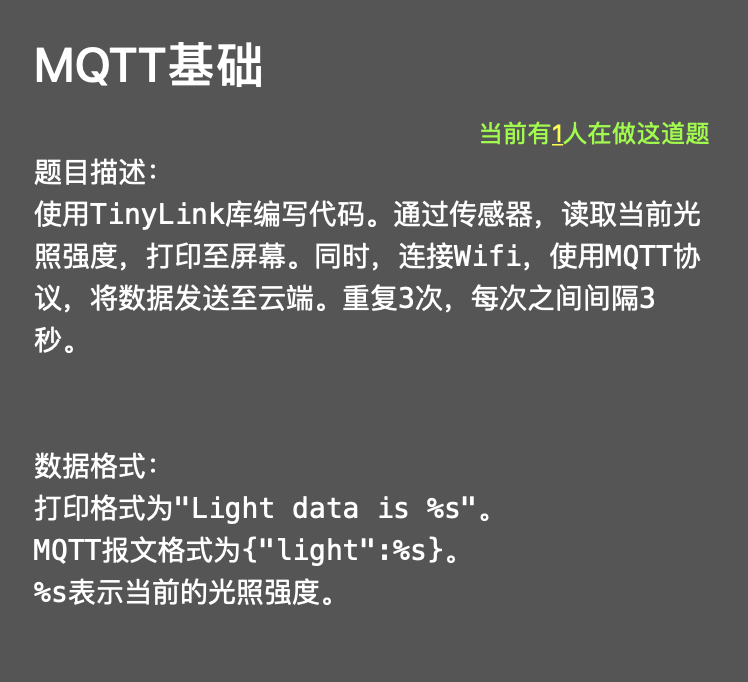 MQTT基础
当前有1人在做这道题
题目描述：
使用TinyLink库编写代码。通过传感器，读取当前光
照强度，打印至屏幕。同时，连接Wifi，使用MQTT协
议，将数据发送至云端。重复3次，每次之间间隔3
秒。
数据格式：
打印格式为"Light data is %s"。
MQTT报文格式为{"light":%s}。
%s表示当前的光照强度。